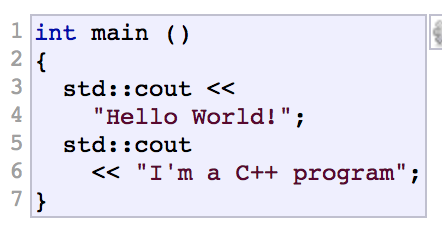 1 int main ()
2 {
3   std::cout <<
4     "Hello World!";
5   std::cout
6     << "I'm a C++ program";
7 }